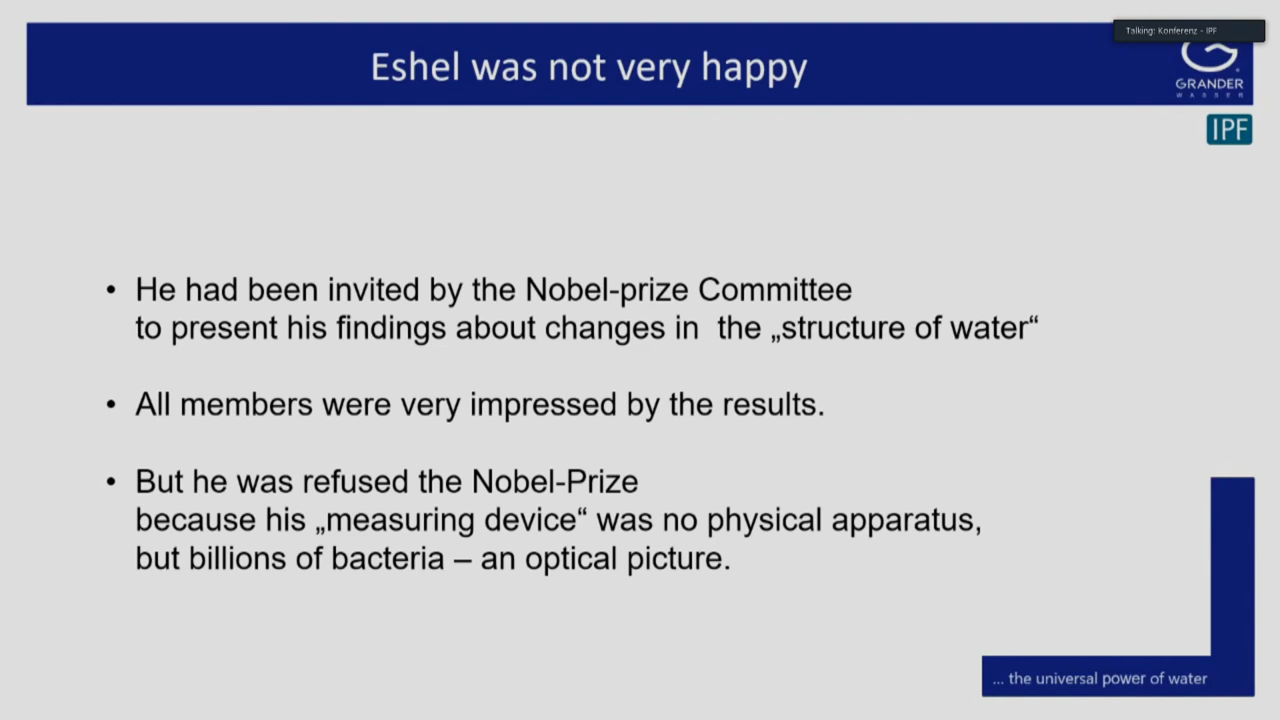 Talking: Konferenz - IPF
Eshel was not very happy
GRANDER
WASSER
IPF
• He had been invited by the Nobel-prize Committee
to present his findings about changes in the „structure of water“
• All members were very impressed by the results.
• But he was refused the Nobel-Prize
because his „measuring device“ was no physical apparatus,
but billions of bacteria – an optical picture.
... the universal power of water